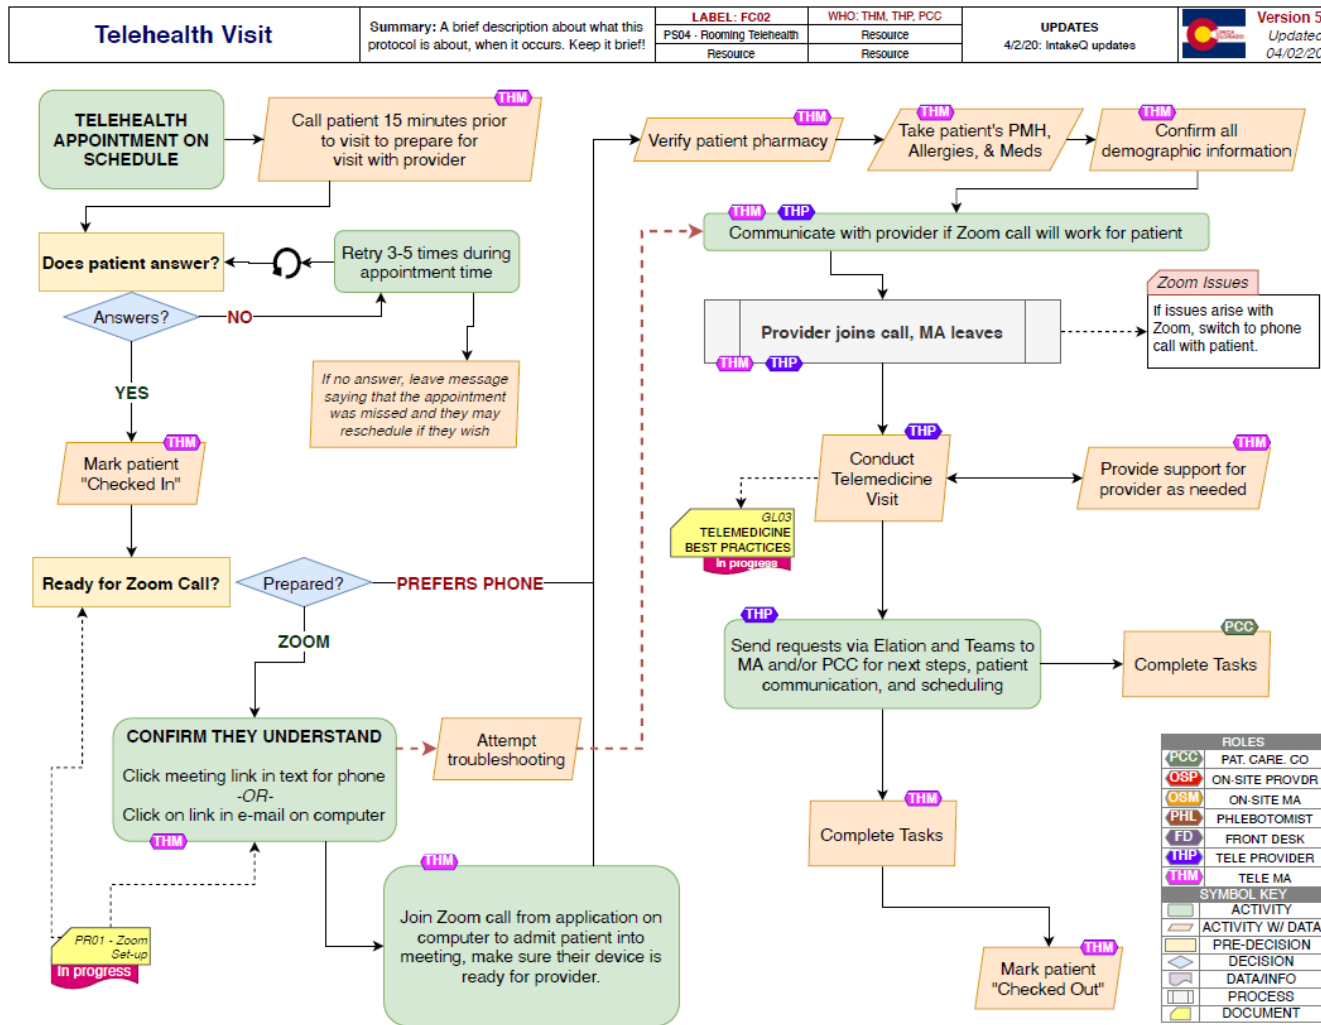 Telehealth Visit
Summary: A brief description about what this
protocol is about, when it occurs. Keep it brief!
LABEL: FC02
WHO: THM, THP, PCC
PS04 - Rooming Telehealth
Resource
Resource
Resource
UPDATES
4/2/20: IntakeQ updates
Version 5
Updated
04/02/20
TELEHEALTH
APPOINTMENT ON
SCHEDULE
THM
Call patient 15 minutes prior
to visit to prepare for
visit with provider
THM
Verify patient pharmacy
THM
Take patient's PMH,
Allergies, & Meds
THM
Confirm all
demographic information
THM
THP
Communicate with provider if Zoom call will work for patient
Does patient answer?
Retry 3-5 times during
appointment time
Answers?
NO
YES
If no answer, leave message
saying that the appointment
was missed and they may
reschedule if they wish
Provider joins call, MA leaves
THM
THP
Zoom Issues
If issues arise with
Zoom, switch to phone
call with patient.
THM
Mark patient
"Checked In"
THP
Conduct
Telemedicine
Visit
THM
Provide support for
provider as needed
GL03
TELEMEDICINE
BEST PRACTICES
In progress
Ready for Zoom Call?
Prepared?
PREFERS PHONE
ZOOM
THP
Send requests via Elation and Teams to
MA and/or PCC for next steps, patient
communication, and scheduling
PCC
Complete Tasks
CONFIRM THEY UNDERSTAND
Click meeting link in text for phone
-OR-
Click on link in e-mail on computer
THM
Attempt
troubleshooting
THM
Complete Tasks
THM
Join Zoom call from application on
computer to admit patient into
meeting, make sure their device is
ready for provider.
PR01 - Zoom
Set-up
In progress
THM
Mark patient
"Checked Out"
ROLES
PCC PAT. CARE. CO
OSP ON-SITE PROVDR
OSM ON-SITE MA
PHL PHLEBOTOMIST
FD FRONT DESK
THP TELE PROVIDER
THM TELE MA
SYMBOL KEY
ACTIVITY
ACTIVITY W/ DATA
PRE-DECISION
DECISION
DATA/INFO
PROCESS
DOCUMENT